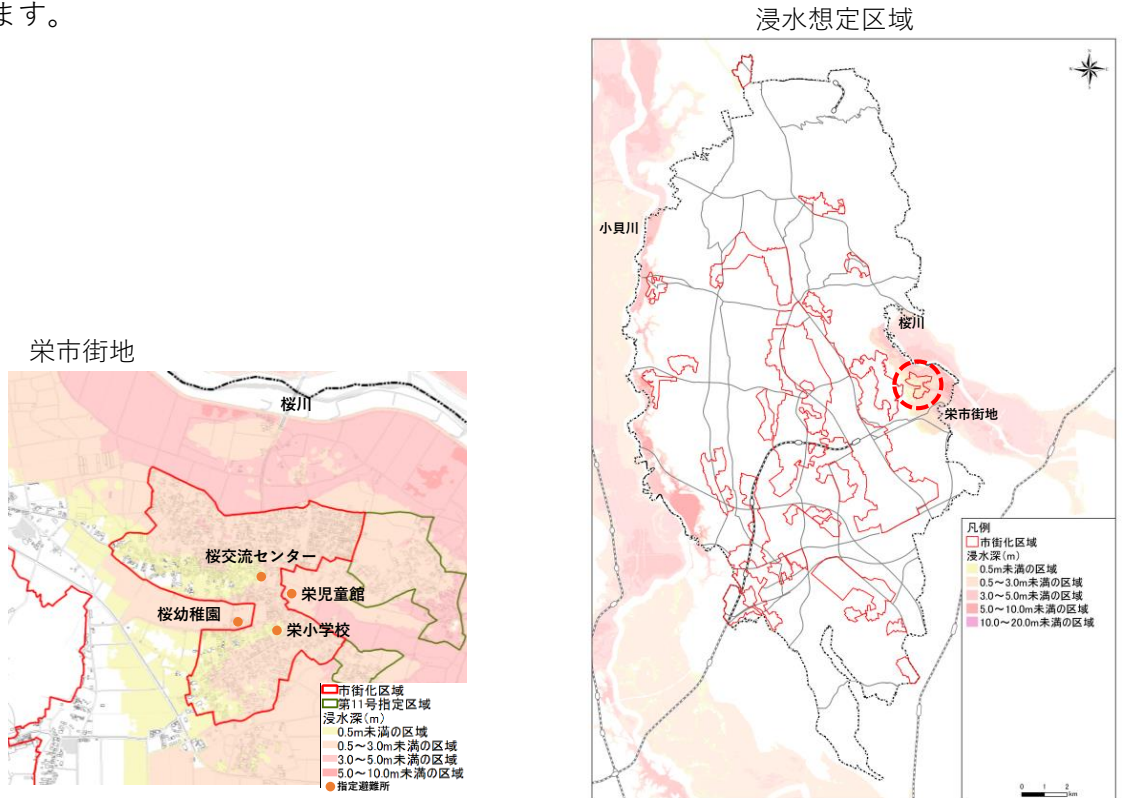 ます。
浸水想定区域
小貝川
桜川
栄市街地
凡例
市街化区域
浸水深(m)
0.5m未満の区域
0.5～3.0m未満の区域
3.0～5.0m未満の区域
5.0～10.0m未満の区域
10.0～20.0m未満の区域
0 1 2
km
栄市街地
桜川
桜交流センター
栄児童館
桜幼稚園
栄小学校
市街化区域
第11号指定区域
浸水深(m)
0.5m未満の区域
0.5～3.0m未満の区域
3.0～5.0m未満の区域
5.0～10.0m未満の区域
指定避難所